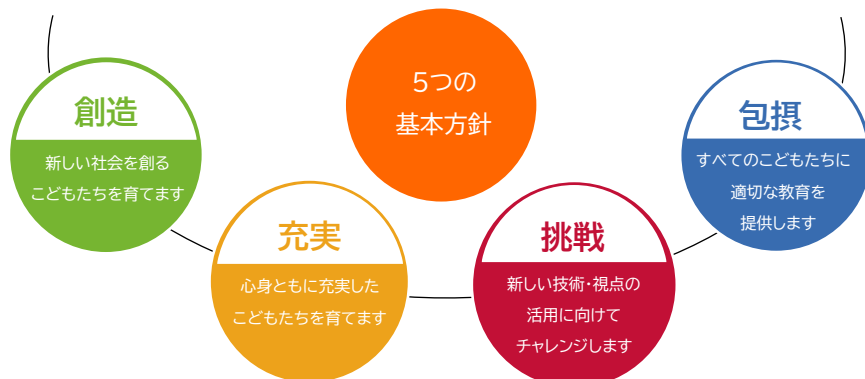 5つの
基本方針
創造
新しい社会を創る
こどもたちを育てます
充実
心身ともに充実した
こどもたちを育てます
挑戦
新しい技術・視点の
活用に向けて
チャレンジします
包摂
すべてのこどもたちに
適切な教育を
提供します